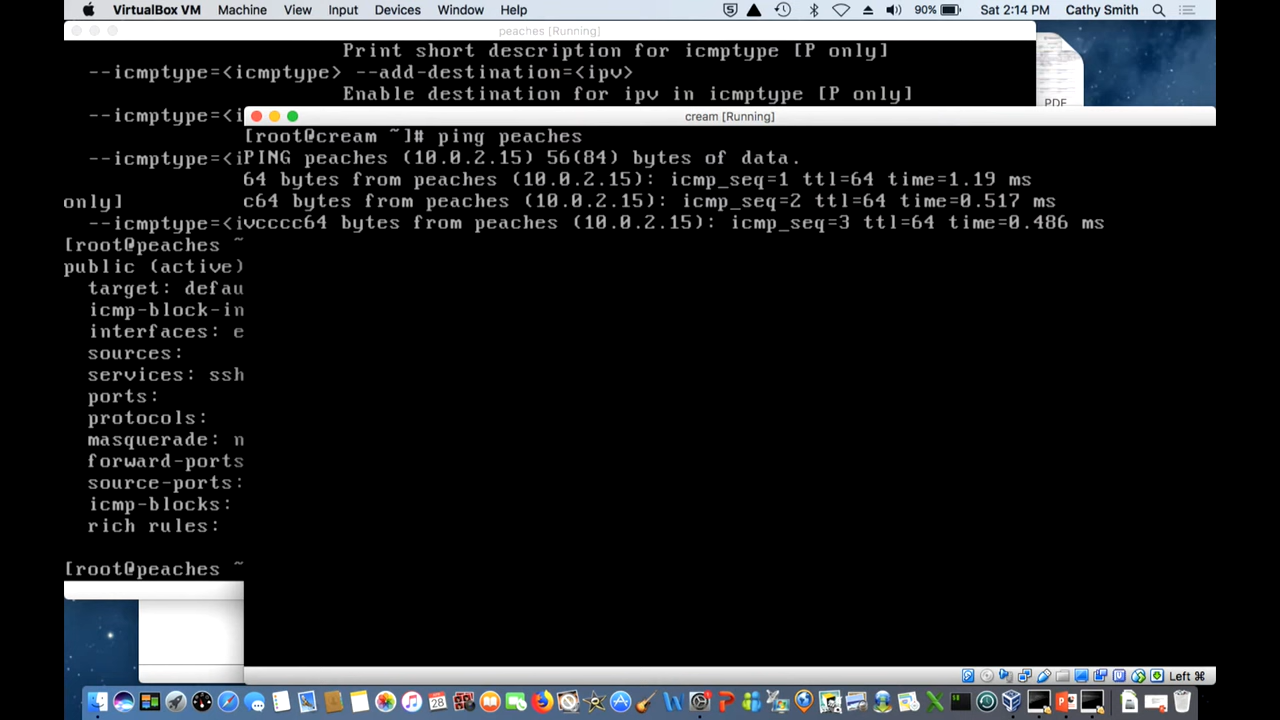 VirtualBox VM Machine View Input Devices Window Help 90% Sat 2:14 PM Cathy Smith
peaches [Running]
Print short description for icmptype [P only]
--icmptype=<icmptype> --add-destination=<ipv>
Enable destination for ipv in icmptype [P only]
--icmptype=<i
--icmptype=<i
only]
--icmptype=<i
[root@peaches ~
public (active)
target: defau
icmp-block-in
interfaces: e
sources:
services: ssh
ports:
protocols:
masquerade: n
forward-ports
source-ports:
icmp-blocks:
rich rules:
[root@peaches ~
PDF
cream [Running]
[root@cream ~]# ping peaches
PING peaches (10.0.2.15) 56(84) bytes of data.
64 bytes from peaches (10.0.2.15): icmp_seq=1 ttl=64 time=1.19 ms
c64 bytes from peaches (10.0.2.15): icmp_seq=2 ttl=64 time=0.517 ms
vcccc64 bytes from peaches (10.0.2.15): icmp_seq=3 ttl=64 time=0.486 ms
Left ⌘